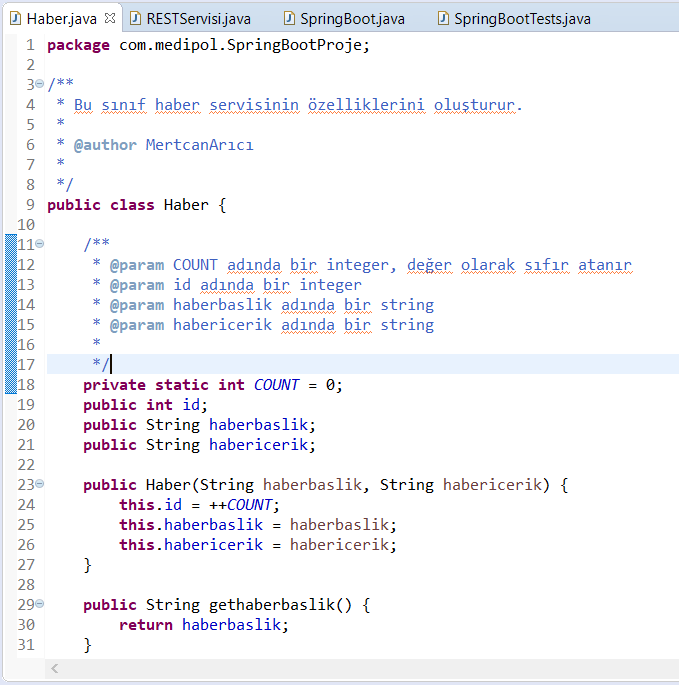 Haber.java RESTServisi.java SpringBoot.java SpringBootTests.java
1 package com.medipol.SpringBootProje;
2
3 /**
4  * Bu sınıf haber servisinin özelliklerini oluşturur.
5  *
6  * @author MertcanArıcı
7  *
8  */
9 public class Haber {
10
11     /**
12      * @param COUNT adında bir integer, değer olarak sıfır atanır
13      * @param id adında bir integer
14      * @param haberbaslik adında bir string
15      * @param habericerik adında bir string
16      *
17      */
18     private static int COUNT = 0;
19     public int id;
20     public String haberbaslik;
21     public String habericerik;
22
23     public Haber(String haberbaslik, String habericerik) {
24         this.id = ++COUNT;
25         this.haberbaslik = haberbaslik;
26         this.habericerik = habericerik;
27     }
28
29     public String gethaberbaslik() {
30         return haberbaslik;
31     }